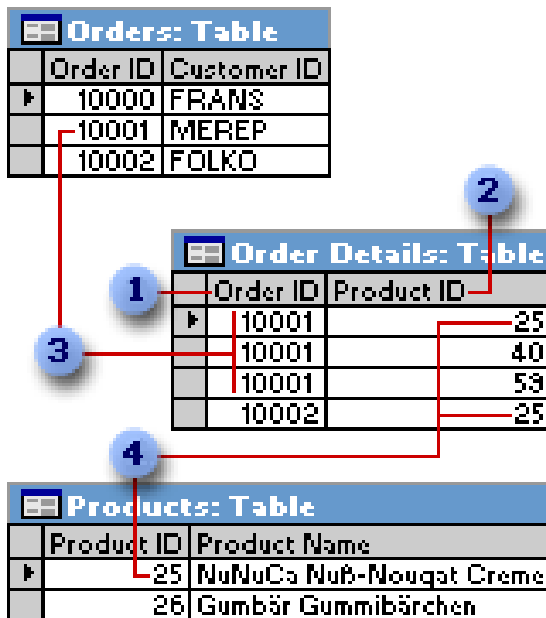 Orders: Table
Order ID Customer ID
10000 FRANS
10001 MEREP
10002 FOLKO
2
Order Details: Table
1
Order ID Product ID
10001 25
3
10001 40
10001 59
10002 25
4
Products: Table
Product ID Product Name
25 NuNuCa Nuß-Nougat Creme
26 Gumbär Gummibärchen